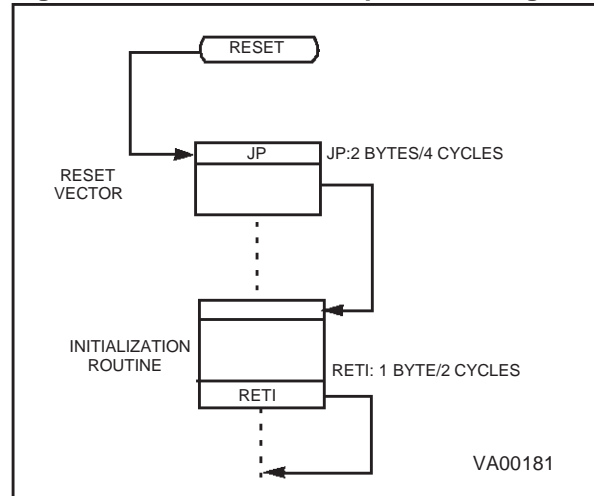 RESET
JP
JP:2 BYTES/4 CYCLES
RESET
VECTOR
INITIALIZATION
ROUTINE
RETI: 1 BYTE/2 CYCLES
RETI
VA00181